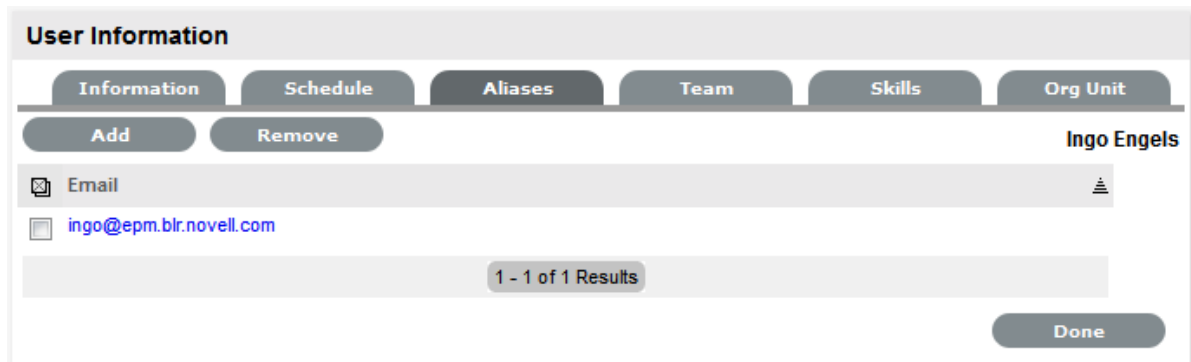 User Information
Information Schedule Aliases Team Skills Org Unit
Add Remove Ingo Engels
Email
ingo@epm.blr.novell.com
1 - 1 of 1 Results
Done